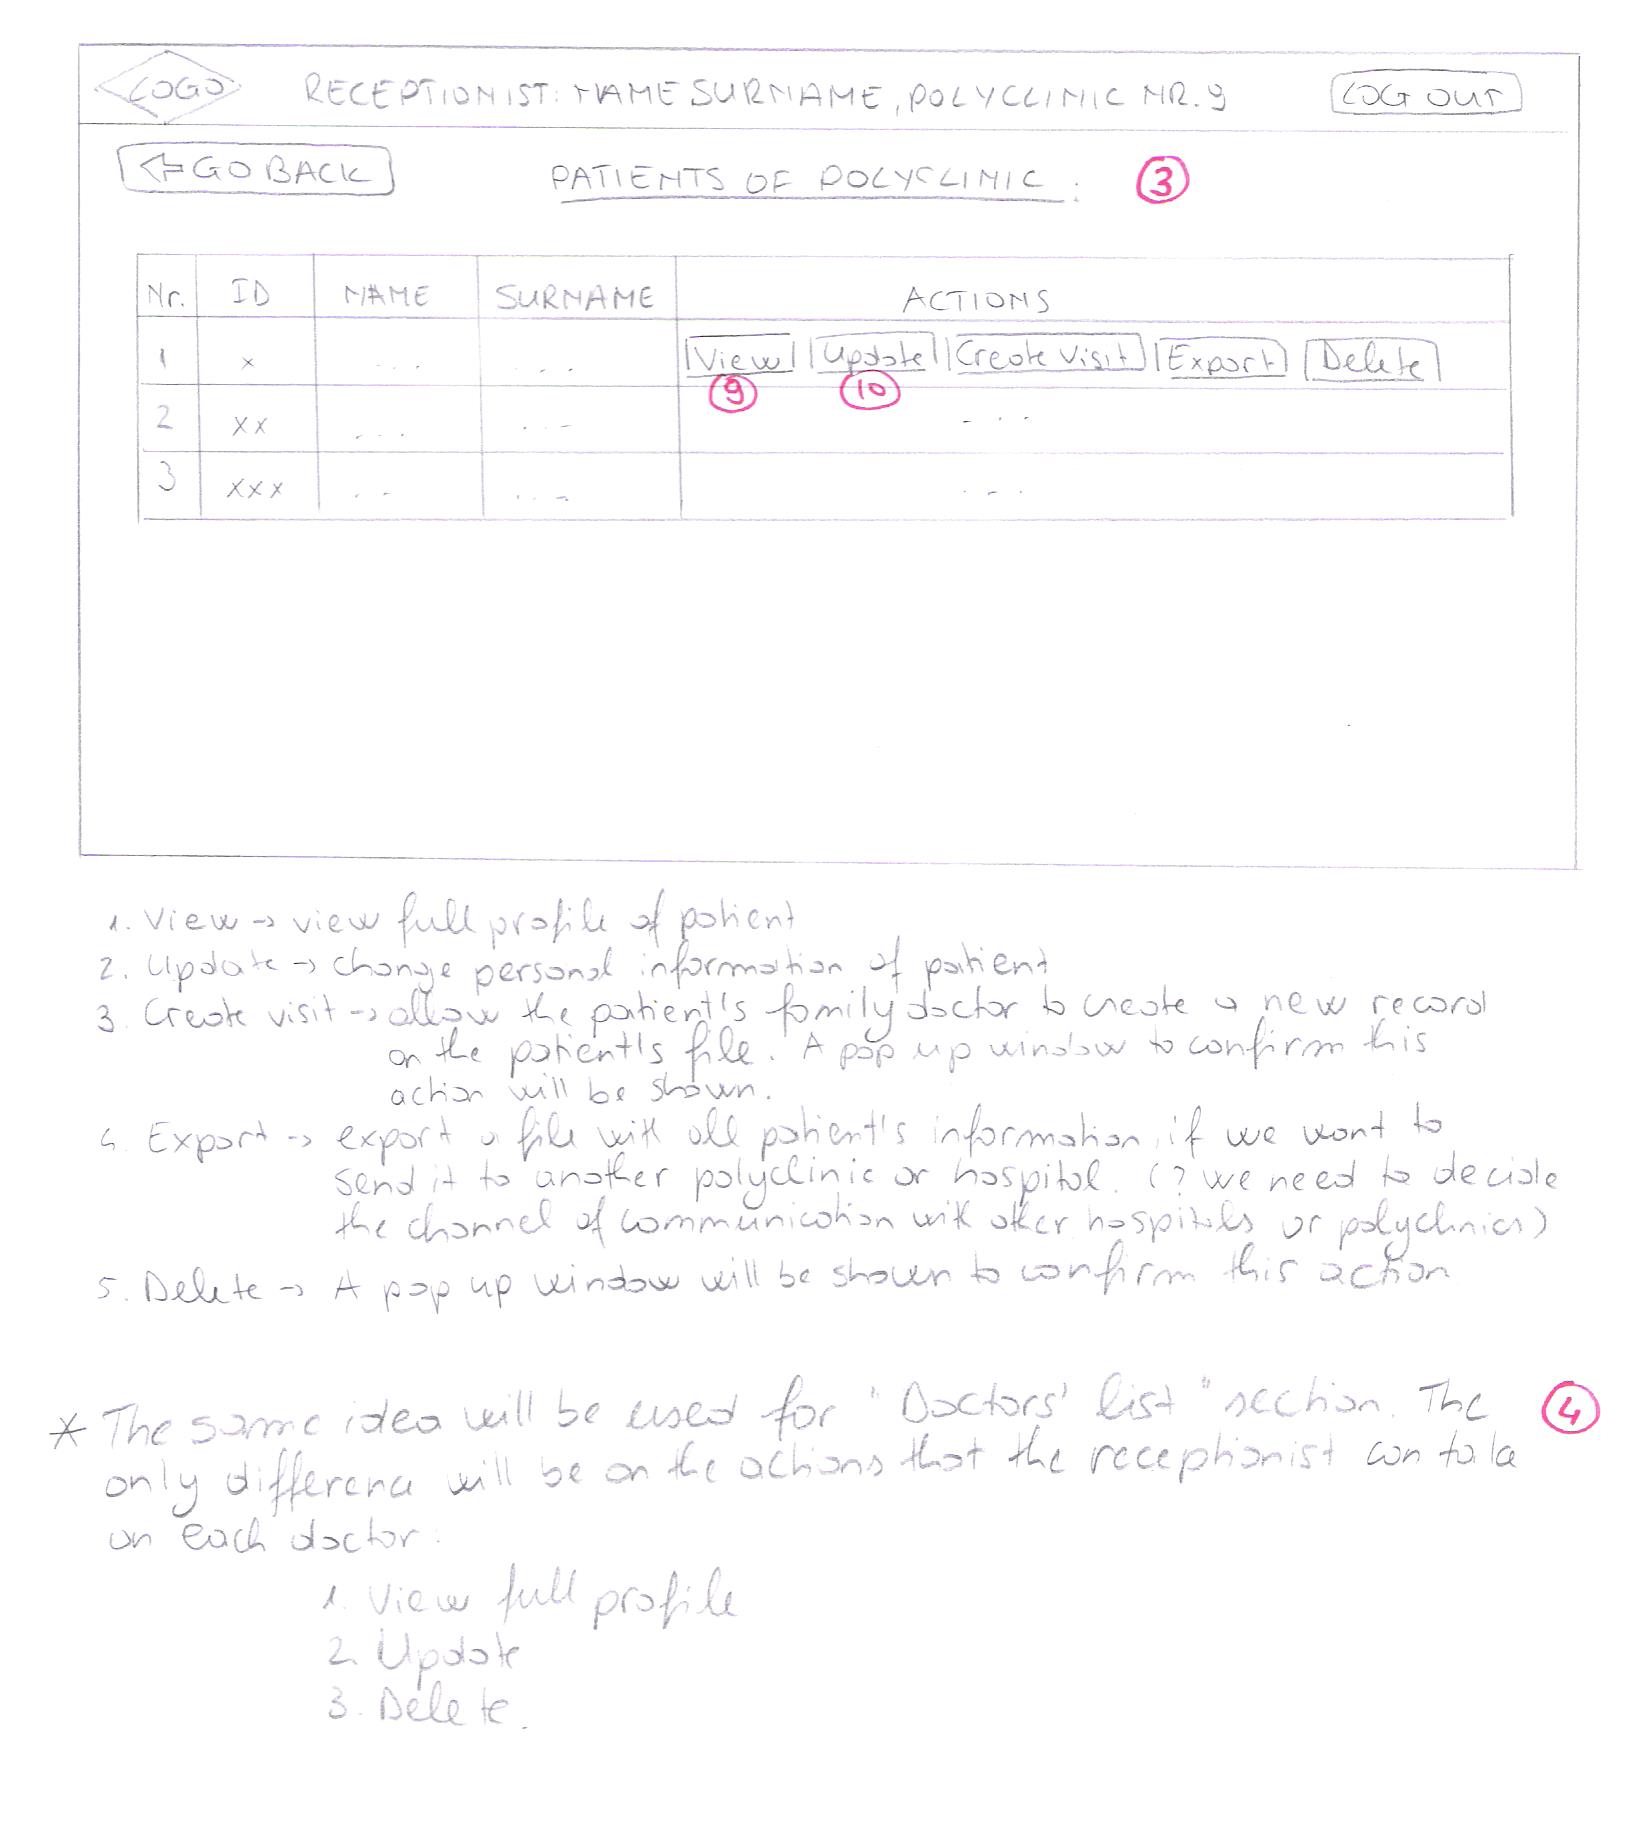 LOGO RECEPTIONIST: NAME SURNAME, POLYCLINIC NR. 9 LOG OUT
← GO BACK PATIENTS OF POLYCLINIC : 3
Nr. ID NAME SURNAME ACTIONS
1 x ... ... View Update Create Visit Export Delete
9 10
2 xx ... ... ...
3 xxx .. ... ...
1. View → view full profile of patient
2. Update → change personal information of patient
3. Create visit → allow the patient's family doctor to create a new record
on the patient's file. A pop up window to confirm this
action will be shown.
4. Export → export a file with all patient's information, if we want to
send it to another polyclinic or hospital. (? we need to decide
the channel of communication with other hospitals or polyclinics)
5. Delete → A pop up window will be shown to confirm this action
* The same idea will be used for "Doctors' list" section. The 4
only difference will be on the actions that the receptionist can take
on each doctor:
1. View full profile
2. Update
3. Delete.